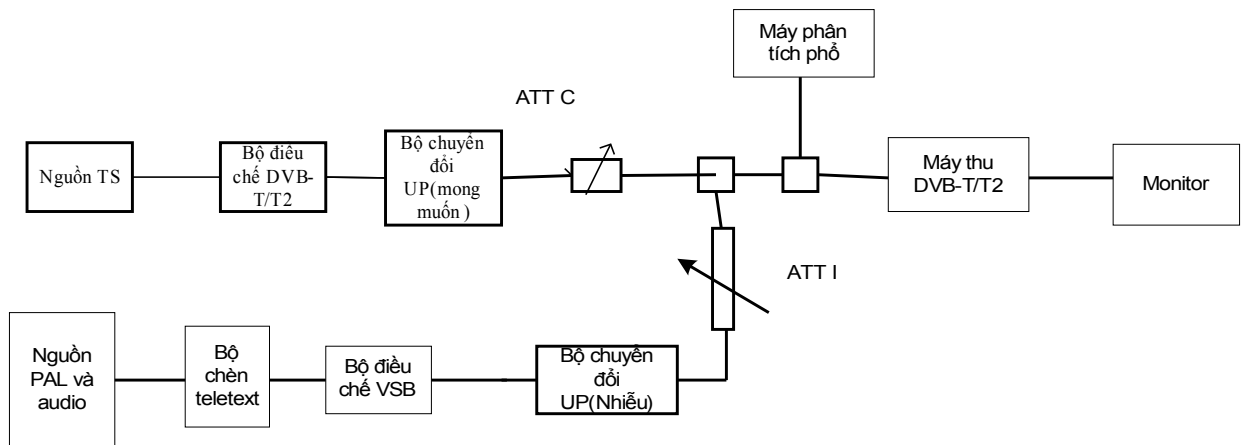 Máy phân
tích phổ
ATT C
Nguồn TS
Bộ điêu
chế DVB-
T/T2
Bộ chuyển
đổi
UP(mong
muốn )
Máy thu
DVB-T/T2
Monitor
ATT I
Nguồn
PAL và
audio
Bộ
chèn
teletext
Bộ điều
chế VSB
Bộ chuyển
đổi
UP(Nhiễu)